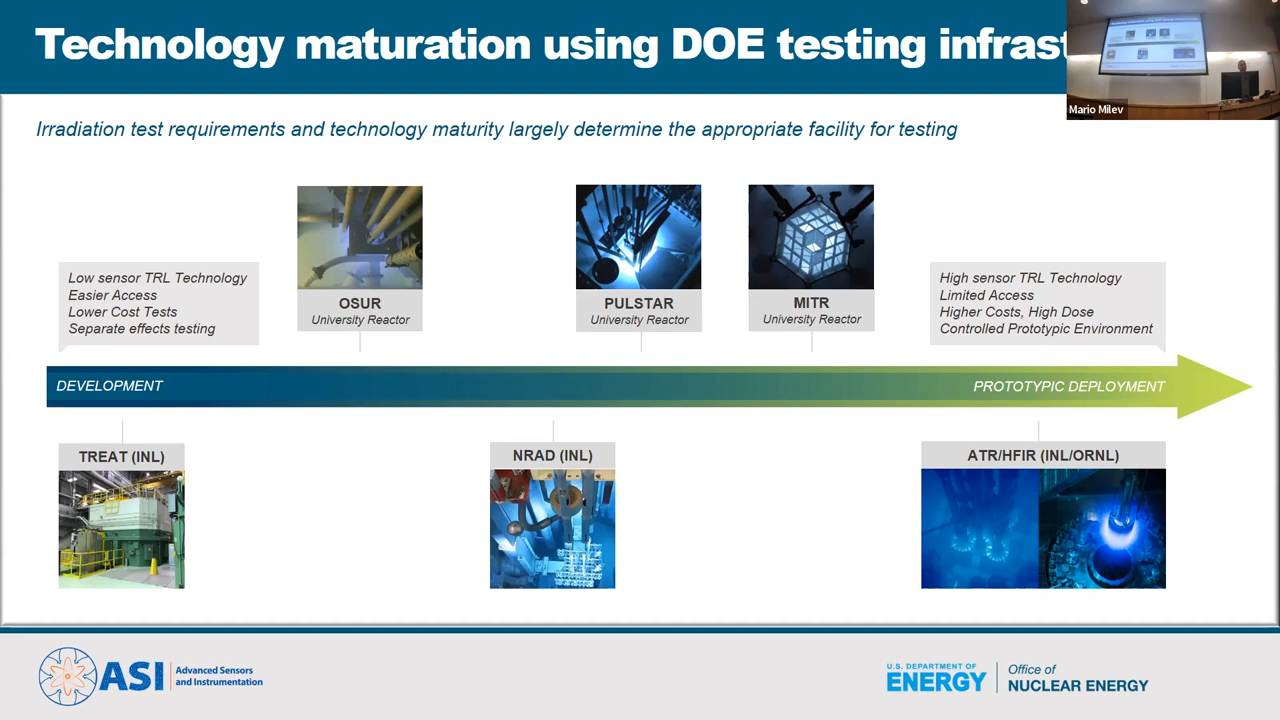 Technology maturation using DOE testing infrast
Mario Milev
Irradiation test requirements and technology maturity largely determine the appropriate facility for testing
Low sensor TRL Technology
Easier Access
Lower Cost Tests
Separate effects testing
OSUR
University Reactor
PULSTAR
University Reactor
MITR
University Reactor
High sensor TRL Technology
Limited Access
Higher Costs, High Dose
Controlled Prototypic Environment
DEVELOPMENT
PROTOTYPIC DEPLOYMENT
TREAT (INL)
NRAD (INL)
ATR/HFIR (INL/ORNL)
ASI
Advanced Sensors
and Instrumentation
U.S. DEPARTMENT OF
ENERGY
Office of
NUCLEAR ENERGY